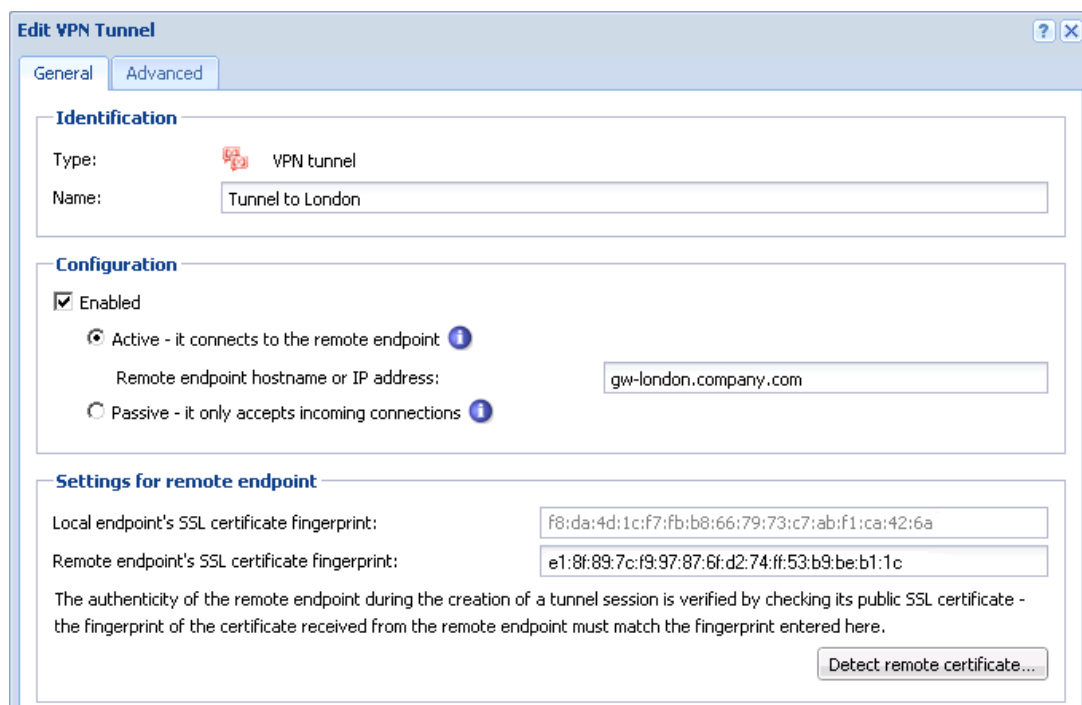 Edit VPN Tunnel
General Advanced
Identification
Type: VPN tunnel
Name: Tunnel to London
Configuration
Enabled
Active - it connects to the remote endpoint
Remote endpoint hostname or IP address: gw-london.company.com
Passive - it only accepts incoming connections
Settings for remote endpoint
Local endpoint's SSL certificate fingerprint: f8:da:4d:1c:f7:fb:b8:66:79:73:c7:ab:f1:ca:42:6a
Remote endpoint's SSL certificate fingerprint: e1:8f:89:7c:f9:97:87:6f:d2:74:ff:53:b9:be:b1:1c
The authenticity of the remote endpoint during the creation of a tunnel session is verified by checking its public SSL certificate -
the fingerprint of the certificate received from the remote endpoint must match the fingerprint entered here.
Detect remote certificate...